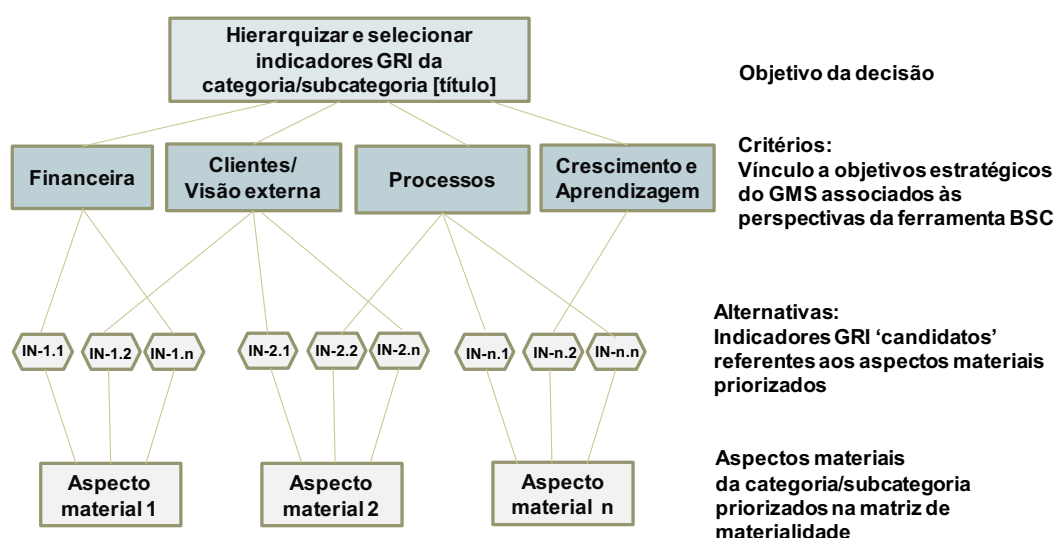 Hierarquizar e selecionar
indicadores GRI da
categoria/subcategoria [título]
Objetivo da decisão
Financeira
Clientes/
Visão externa
Processos
Crescimento e
Aprendizagem
Critérios:
Vínculo a objetivos estratégicos
do GMS associados às
perspectivas da ferramenta BSC
IN-1.1
IN-1.2
IN-1.n
IN-2.1
IN-2.2
IN-2.n
IN-n.1
IN-n.2
IN-n.n
Alternativas:
Indicadores GRI ‘candidatos’
referentes aos aspectos materiais
priorizados
Aspecto
material 1
Aspecto
material 2
Aspecto
material n
Aspectos materiais
da categoria/subcategoria
priorizados na matriz de
materialidade